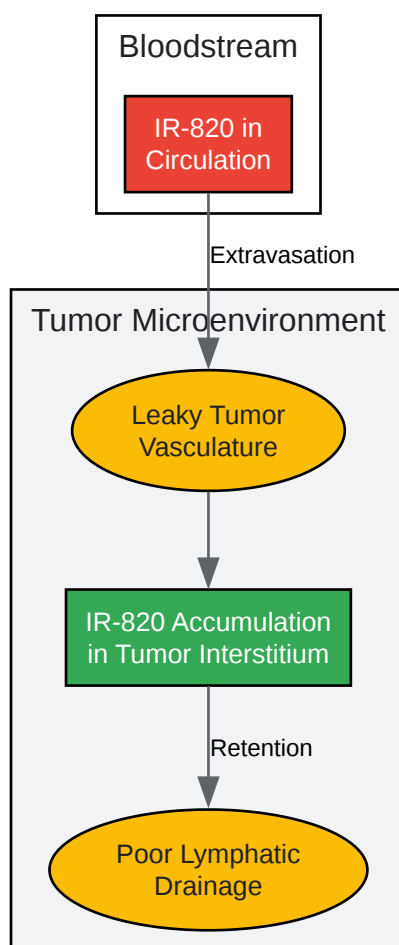 Bloodstream
IR-820 in
Circulation
Extravasation
Tumor Microenvironment
Leaky Tumor
Vasculature
IR-820 Accumulation
in Tumor Interstitium
Retention
Poor Lymphatic
Drainage